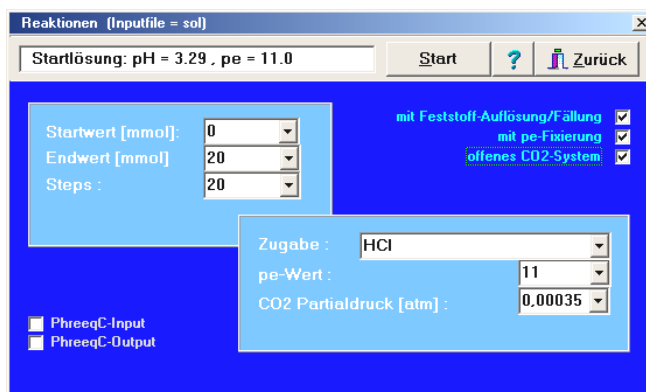 Reaktionen (Inputfile = sol)
Startlösung: pH = 3.29 , pe = 11.0
Start
?
Zurück
Startwert [mmol]: 0
Endwert [mmol] 20
Steps : 20
mit Feststoff-Auflösung/Fällung
mit pe-Fixierung
offenes CO2-System
Zugabe : HCl
pe-Wert : 11
CO2 Partialdruck [atm] : 0,00035
PhreeqC-Input
PhreeqC-Output